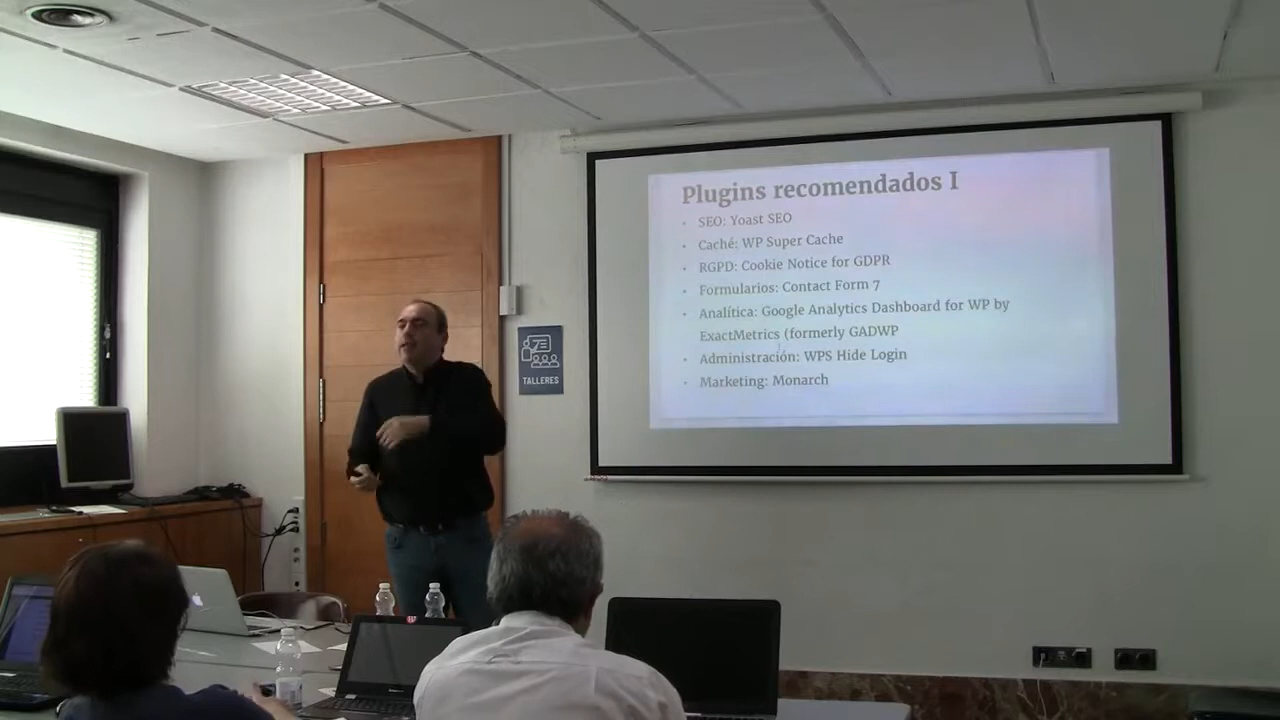 Plugins recomendados I
• SEO: Yoast SEO
• Caché: WP Super Cache
• RGPD: Cookie Notice for GDPR
• Formularios: Contact Form 7
• Analítica: Google Analytics Dashboard for WP by
ExactMetrics (formerly GADWP
• Administración: WPS Hide Login
• Marketing: Monarch
TALLERES